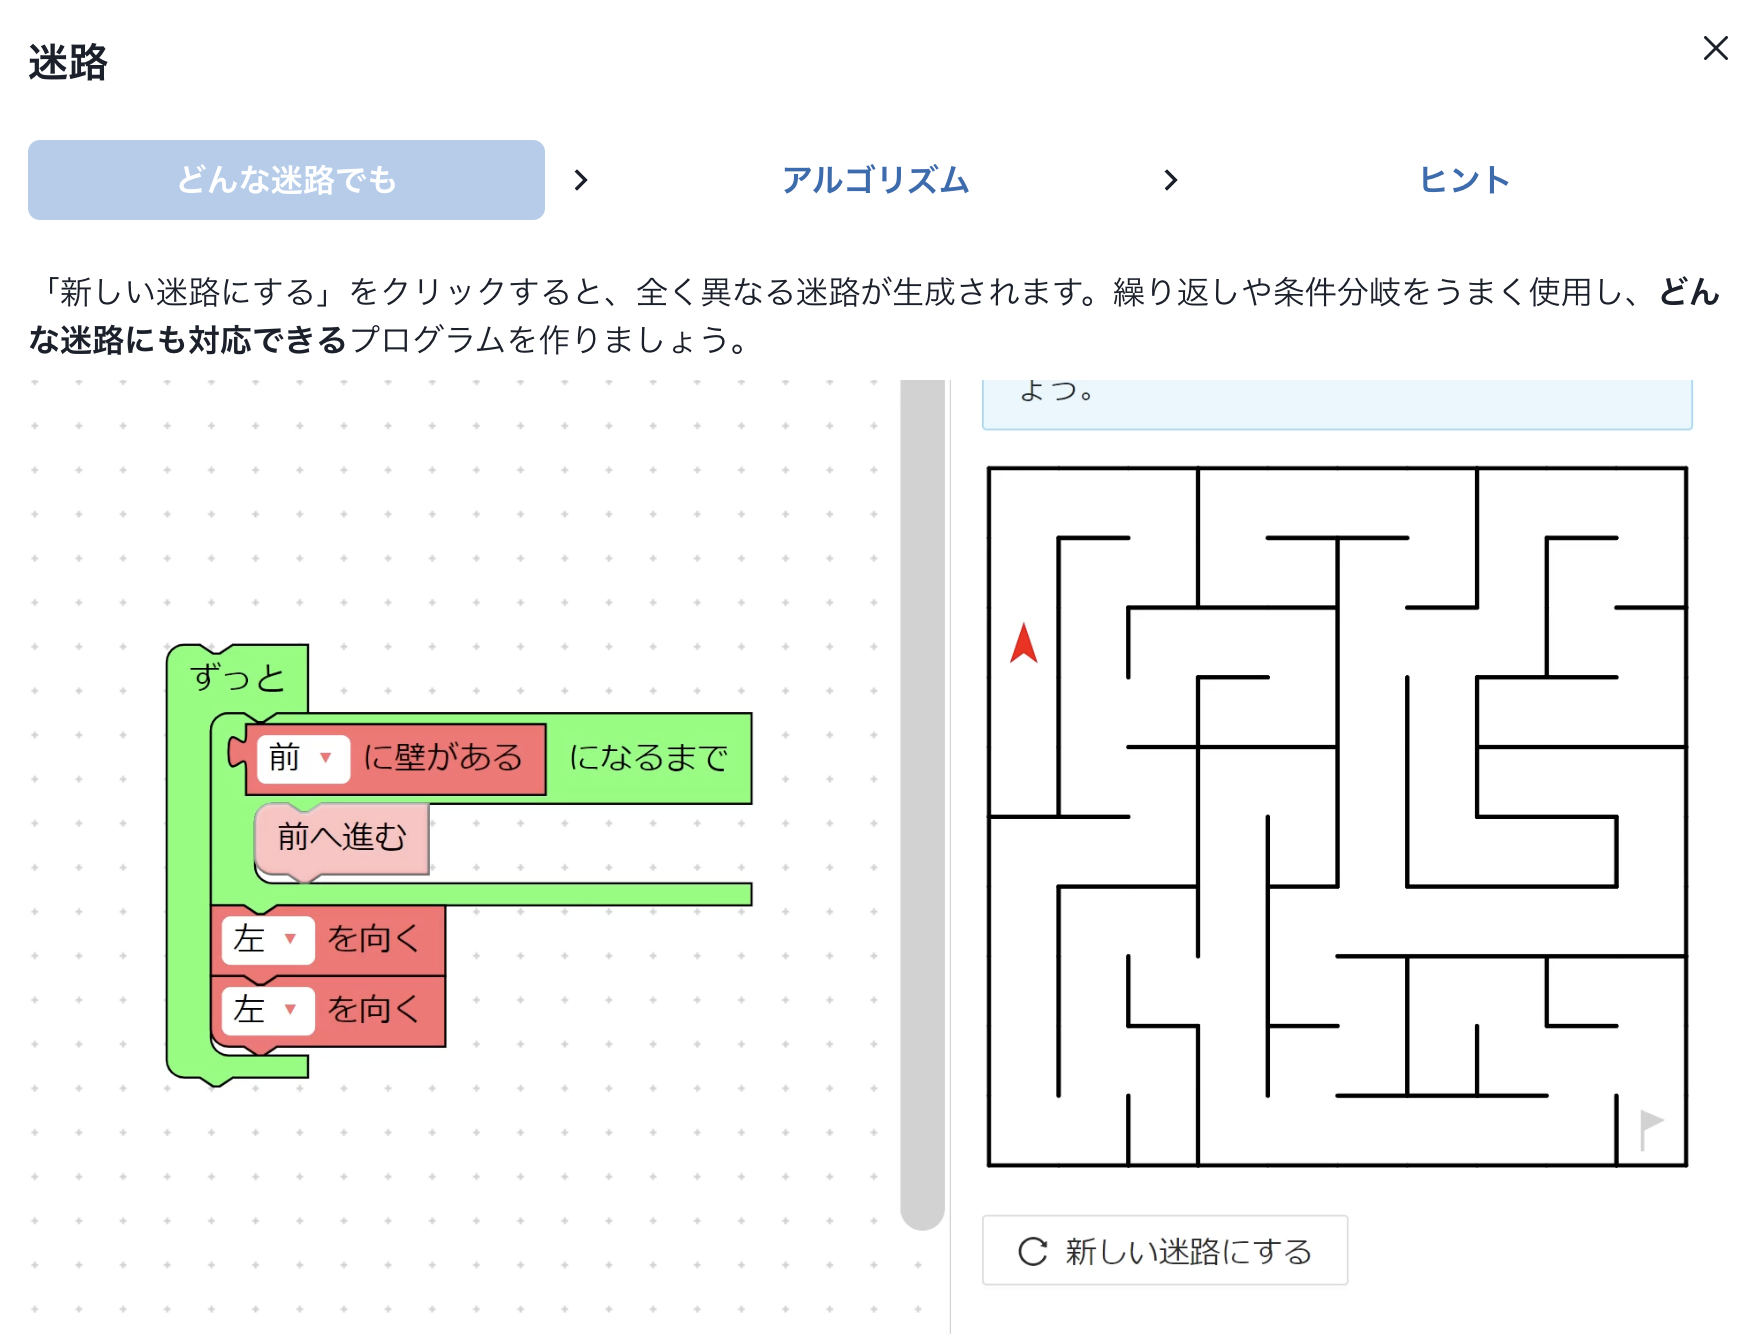 迷路
どんな迷路でも
アルゴリズム
ヒント
「新しい迷路にする」をクリックすると、全く異なる迷路が生成されます。繰り返しや条件分岐をうまく使用し、どん
な迷路にも対応できるプログラムを作りましょう。
ょう。
ずっと
前 に壁がある になるまで
前へ進む
左 を向く
左 を向く
新しい迷路にする